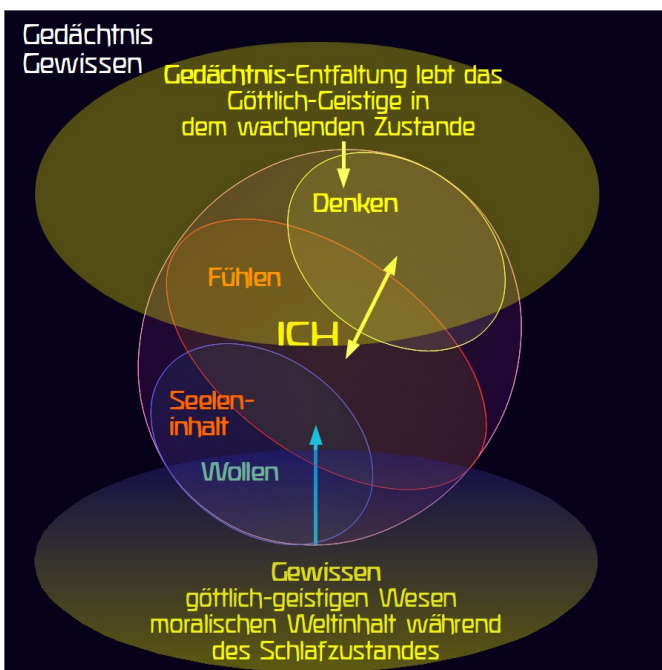 Gedächtnis
Gewissen
Gedächtnis-Entfaltung lebt das
Göttlich-Geistige in
dem wachenden Zustande
Denken
Fühlen
ICH
Seelen-
inhalt
Wollen
Gewissen
göttlich-geistigen Wesen
moralischen Weltinhalt während
des Schlafzustandes